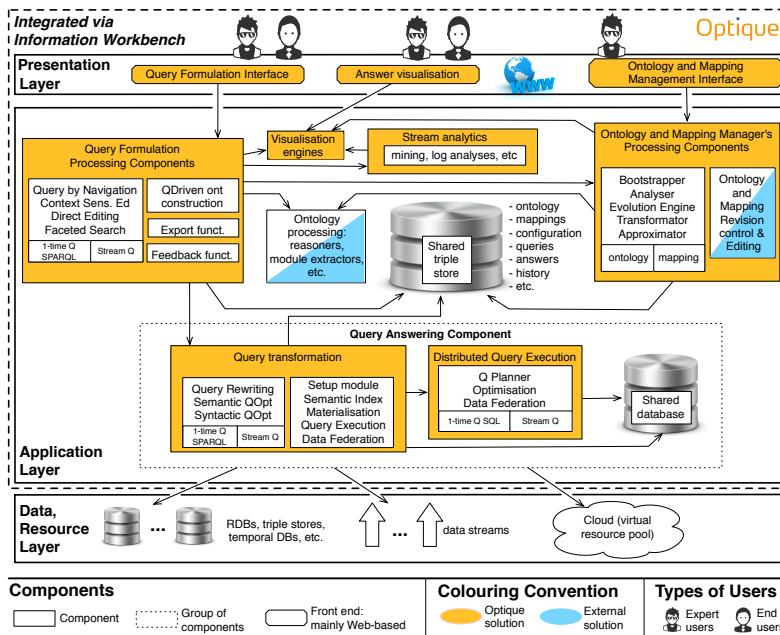 Integrated via
Information Workbench
Optique
Presentation
Layer
Query Formulation Interface
Answer visualisation
WWW
Ontology and Mapping
Management Interface
Query Formulation
Processing Components
Query by Navigation
Context Sens. Ed
Direct Editing
Faceted Search
1-time Q
SPARQL
Stream Q
QDriven ont
construction
Export funct.
Feedback funct.
Visualisation
engines
Stream analytics
mining, log analyses, etc
Ontology and Mapping Manager's
Processing Components
Bootstrapper
Analyser
Evolution Engine
Transformator
Approximator
ontology
mapping
Ontology
and
Mapping
Revision
control &
Editing
Ontology
processing:
reasoners,
module extractors,
etc.
Shared
triple
store
- ontology
- mappings
- configuration
- queries
- answers
- history
- etc.
Query Answering Component
Query transformation
Query Rewriting
Semantic QOpt
Syntactic QOpt
1-time Q
SPARQL
Stream Q
Setup module
Semantic Index
Materialisation
Query Execution
Data Federation
Distributed Query Execution
Q Planner
Optimisation
Data Federation
1-time Q SQL
Stream Q
Shared
database
Application
Layer
Data,
Resource
Layer
...
RDBs, triple stores,
temporal DBs, etc.
...
data streams
Cloud (virtual
resource pool)
Components
Component
Group of
components
Front end:
mainly Web-based
Colouring Convention
Optique
solution
External
solution
Types of Users
Expert
users
End
users